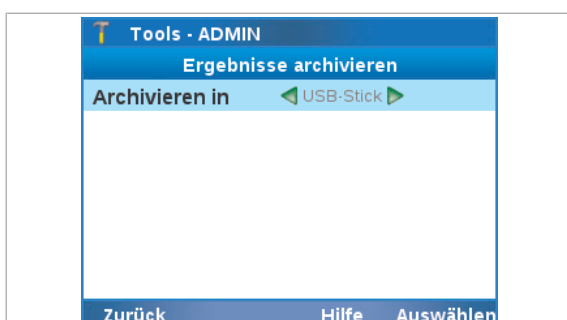 Tools - ADMIN
Ergebnisse archivieren
Archivieren in USB-Stick
Zurück Hilfe Auswählen